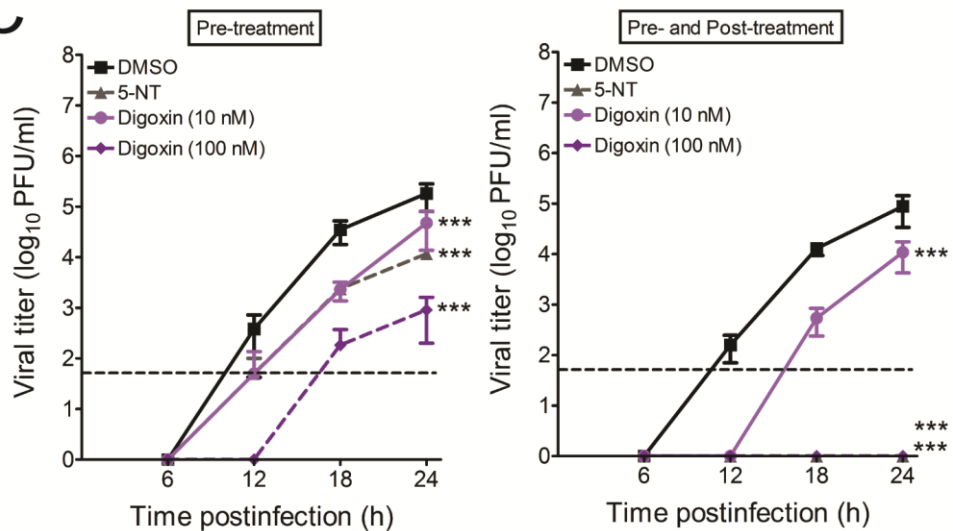 C
Pre-treatment
Viral titer (log10 PFU/ml)
8
7
6
5
4
3
2
1
0
DMSO
5-NT
Digoxin (10 nM)
Digoxin (100 nM)
***
***
***
6 12 18 24
Time postinfection (h)
Pre- and Post-treatment
Viral titer (log10 PFU/ml)
8
7
6
5
4
3
2
1
0
DMSO
5-NT
Digoxin (10 nM)
Digoxin (100 nM)
***
***
***
6 12 18 24
Time postinfection (h)